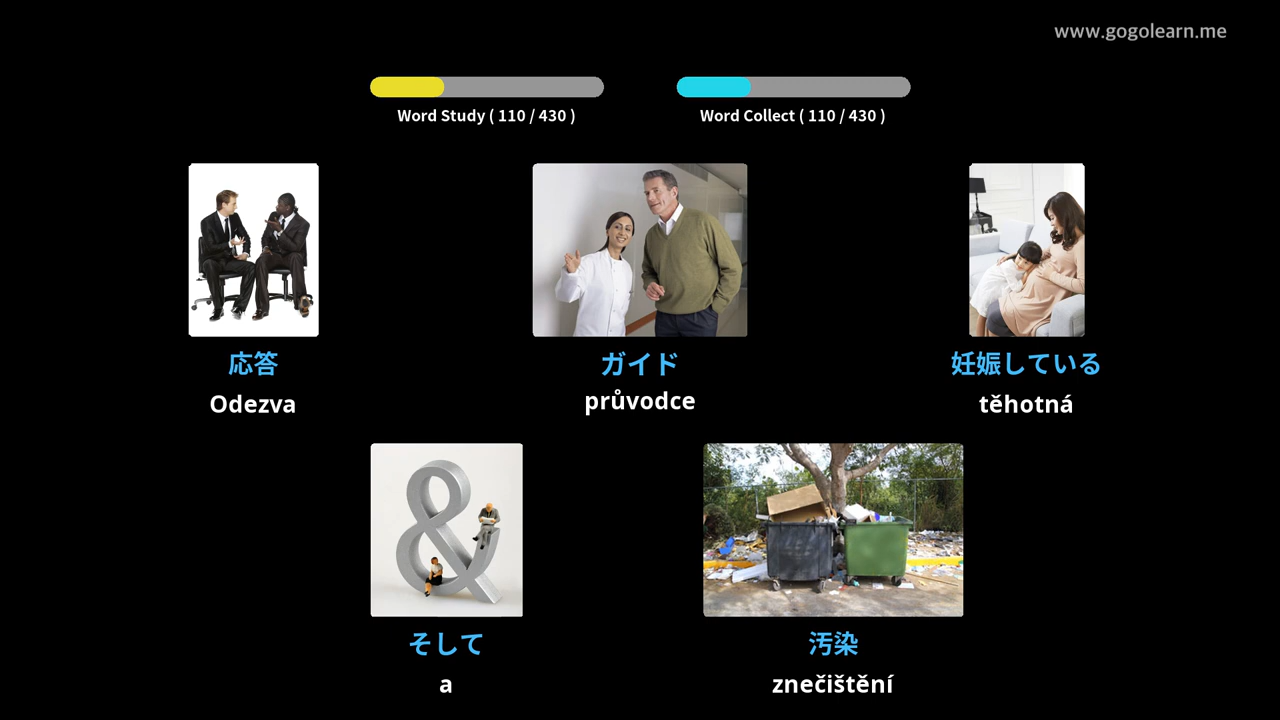 www.gogolearn.me
Word Study ( 110 / 430 )
Word Collect ( 110 / 430 )
応答
Odezva
ガイド
průvodce
妊娠している
těhotná
そして
a
汚染
znečištění